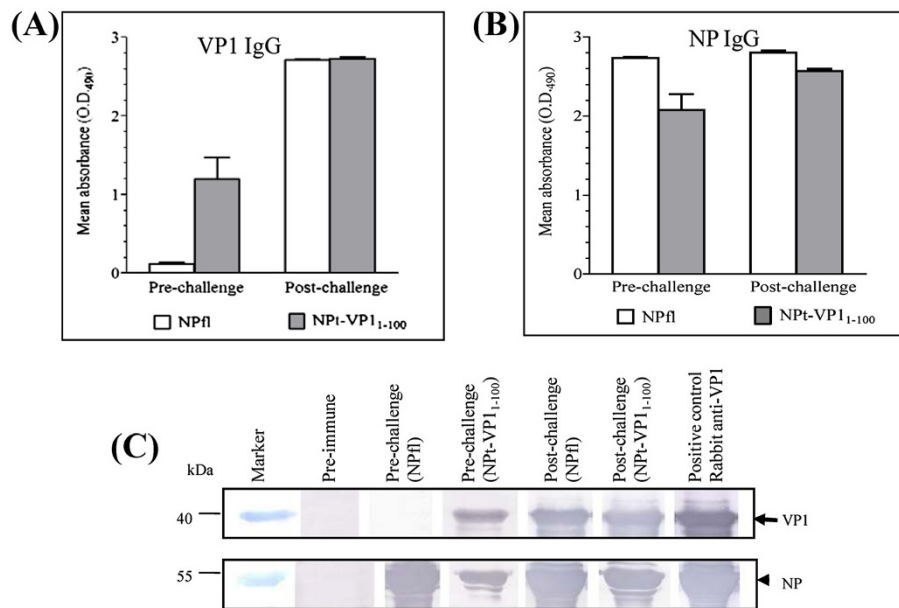 (A)
VP1 IgG
Mean absorbance (O.D.490)
3
2
1
0
Pre-challenge Post-challenge
NPfl NPt-VP11-100
(B)
NP IgG
Mean absorbance (O.D.490)
3
2
1
0
Pre-challenge Post-challenge
NPfl NPt-VP11-100
(C)
kDa
Marker
Pre-immune
Pre-challenge
(NPfl)
Pre-challenge
(NPt-VP11-100)
Post-challenge
(NPfl)
Post-challenge
(NPt-VP11-100)
Positive control
Rabbit anti-VP1
40
VP1
55
NP